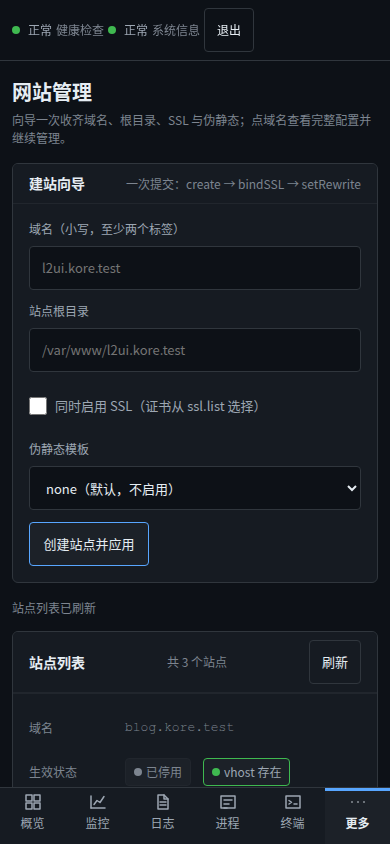 正常 健康检查 正常 系统信息 退出
网站管理
向导一次收齐域名、根目录、SSL 与伪静态；点域名查看完整配置并
继续管理。
建站向导 一次提交：create → bindSSL → setRewrite
域名（小写，至少两个标签）
l2ui.kore.test
站点根目录
/var/www/l2ui.kore.test
同时启用 SSL（证书从 ssl.list 选择）
伪静态模板
none（默认，不启用）
创建站点并应用
站点列表已刷新
站点列表 共 3 个站点 刷新
域名 blog.kore.test
生效状态 已停用 vhost 存在
概览 监控 日志 进程 终端 更多